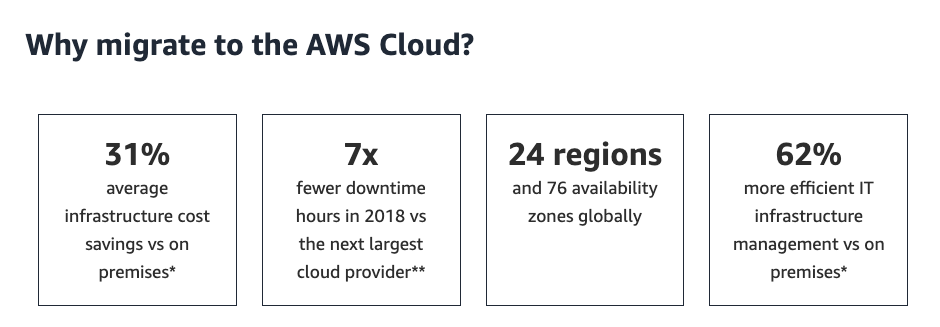 Why migrate to the AWS Cloud?
31%
average
infrastructure cost
savings vs on
premises*
7x
fewer downtime
hours in 2018 vs
the next largest
cloud provider**
24 regions
and 76 availability
zones globally
62%
more efficient IT
infrastructure
management vs on
premises*